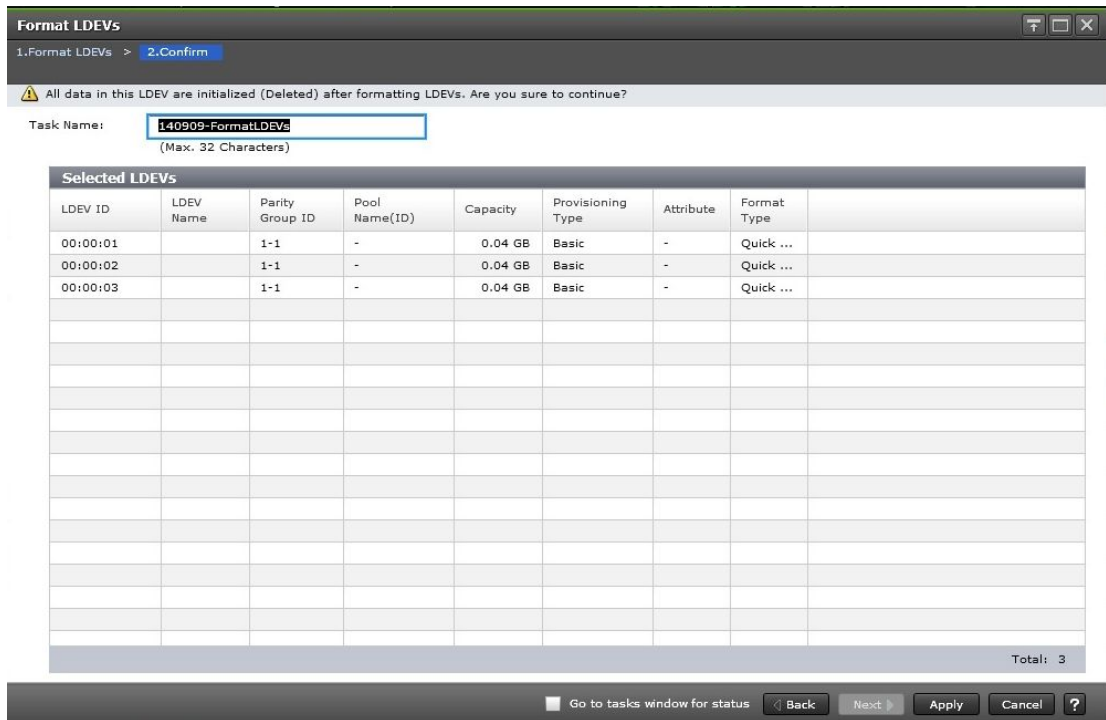 Format LDEVs
1.Format LDEVs > 2.Confirm
All data in this LDEV are initialized (Deleted) after formatting LDEVs. Are you sure to continue?
Task Name: 140909-FormatLDEVs
(Max. 32 Characters)
Selected LDEVs
LDEV ID LDEV Name Parity Group ID Pool Name(ID) Capacity Provisioning Type Attribute Format Type
00:00:01 1-1 - 0.04 GB Basic - Quick ...
00:00:02 1-1 - 0.04 GB Basic - Quick ...
00:00:03 1-1 - 0.04 GB Basic - Quick ...
Total: 3
Go to tasks window for status Back Next Apply Cancel ?